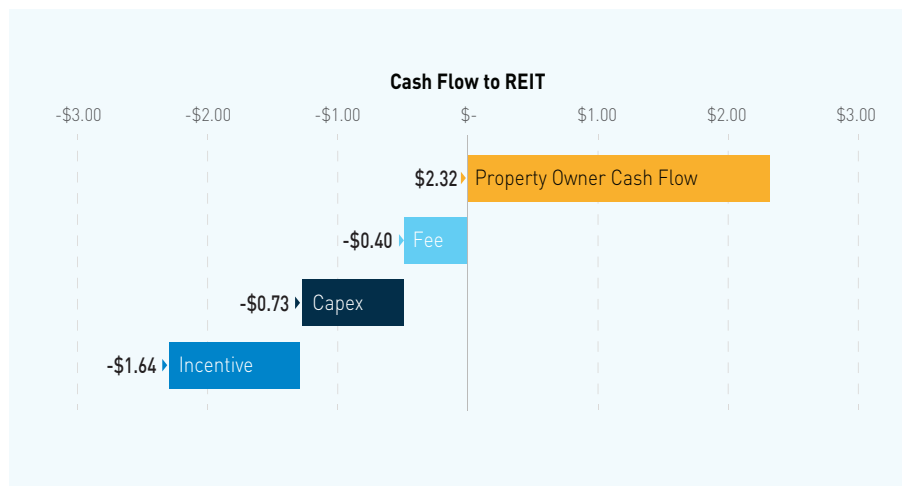 Cash Flow to REIT
-$3.00 -$2.00 -$1.00 $- $1.00 $2.00 $3.00
$2.32 Property Owner Cash Flow
-$0.40 Fee
-$0.73 Capex
-$1.64 Incentive